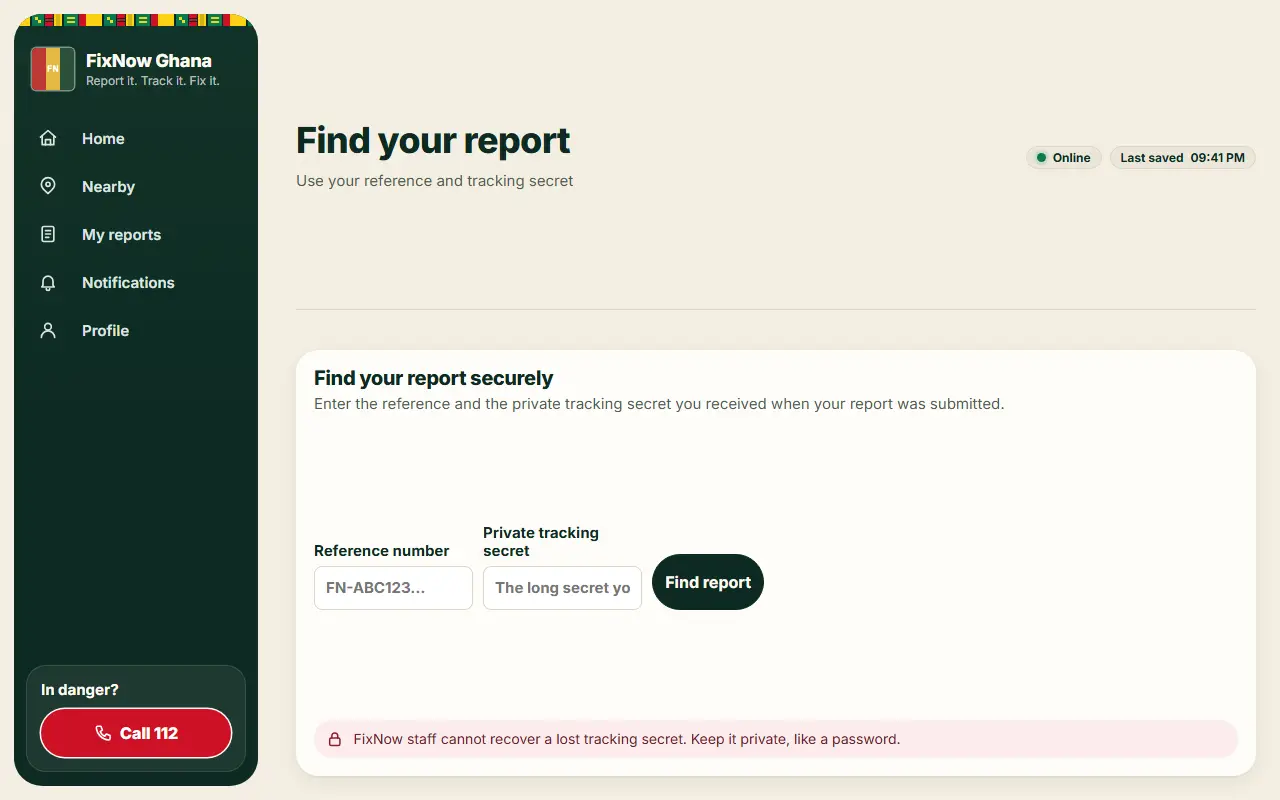 FN
FixNow Ghana
Report it. Track it. Fix it.
Home
Nearby
My reports
Notifications
Profile
In danger?
Call 112
Find your report
Use your reference and tracking secret
Online
Last saved 09:41 PM
Find your report securely
Enter the reference and the private tracking secret you received when your report was submitted.
Reference number
FN-ABC123...
Private tracking
secret
The long secret yo
Find report
FixNow staff cannot recover a lost tracking secret. Keep it private, like a password.